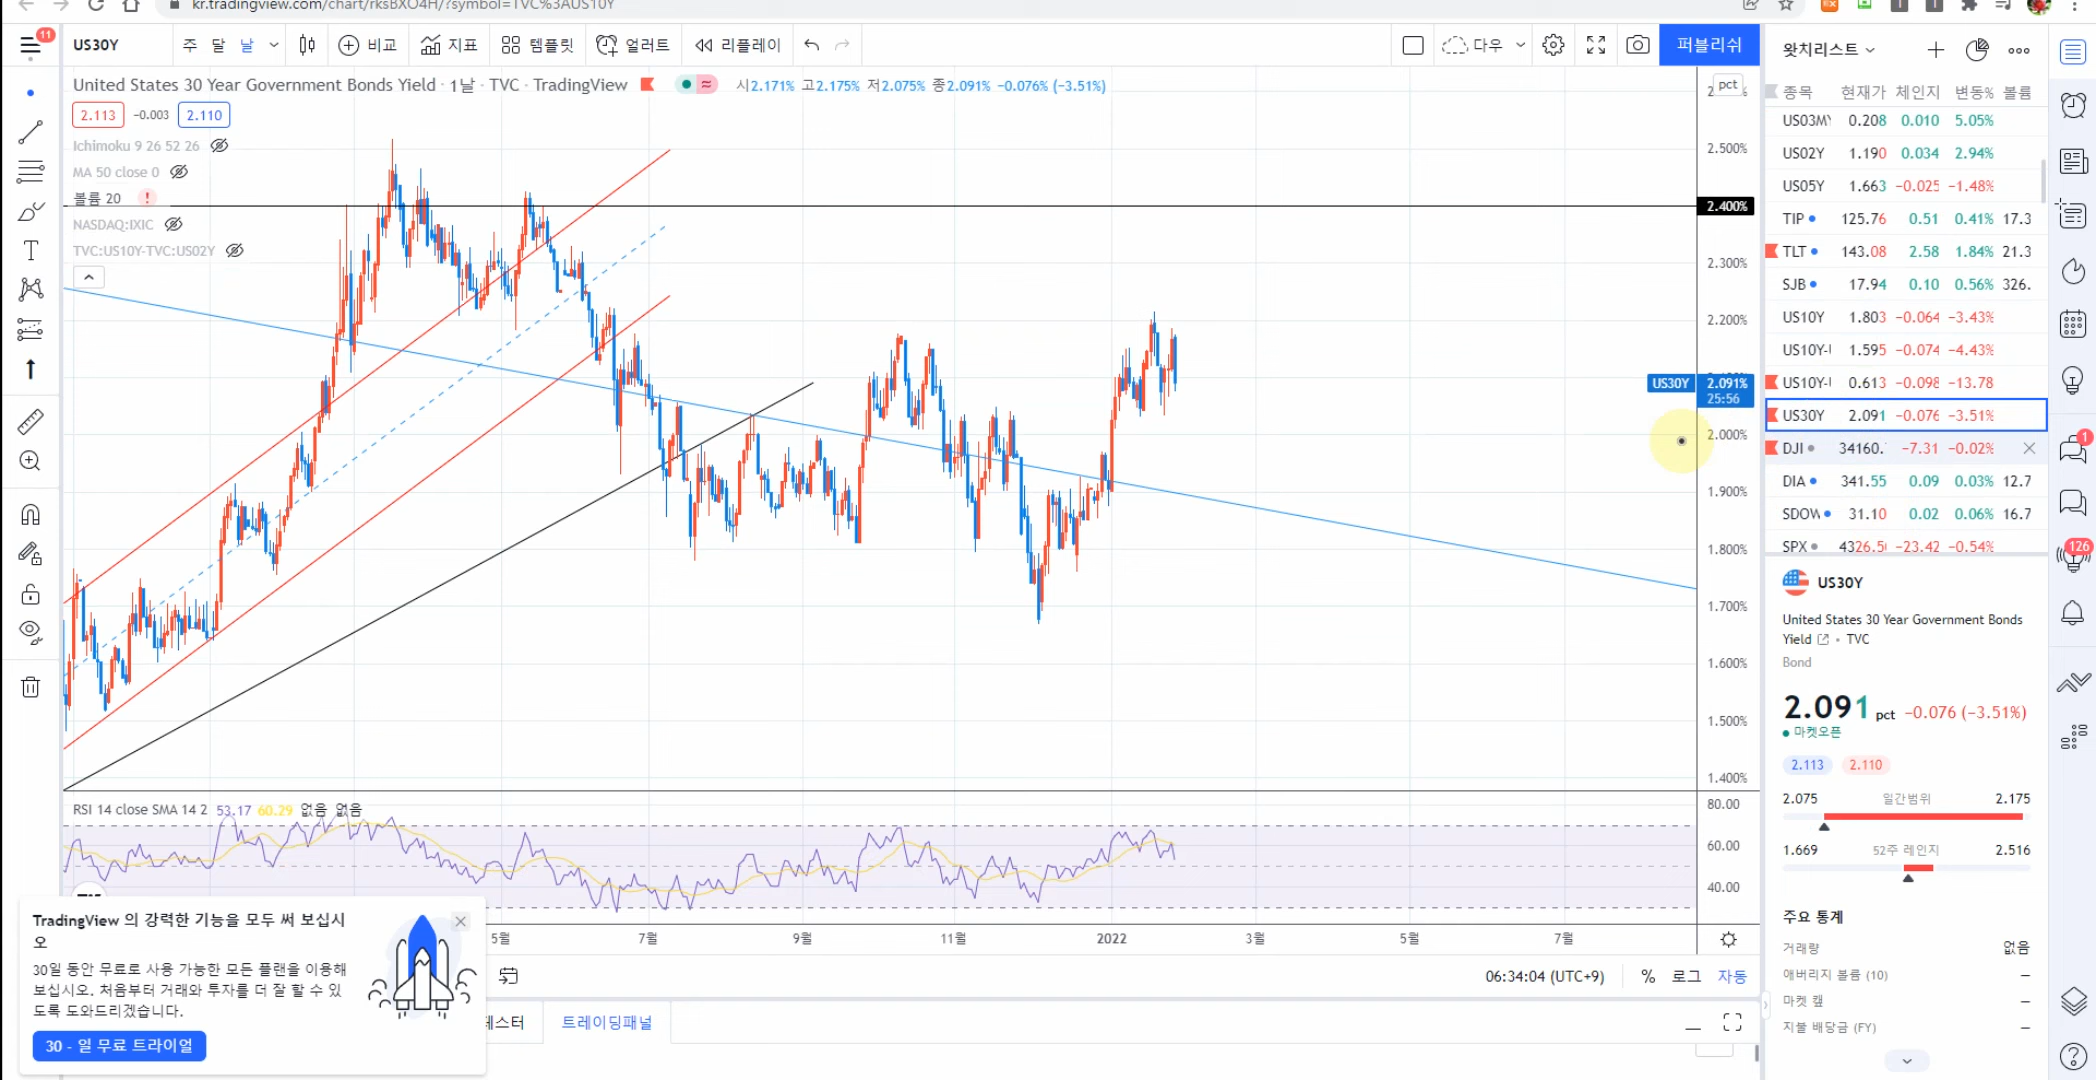 kr.tradingview.com/chart/rksBXO4H/?symbol=TVC%3AUS10Y
11
US30Y
주 달 날
비교
지표
템플릿
얼러트
리플레이
다우
퍼블리쉬
United States 30 Year Government Bonds Yield · 1날 · TVC · TradingView
시2.171% 고2.175% 저2.075% 종2.091% −0.076% (−3.51%)
2.113 −0.003 2.110
Ichimoku 9 26 52 26
MA 50 close 0
볼륨 20 !
NASDAQ:IXIC
TVC:US10Y-TVC:US02Y
pct
2.500%
2.400%
2.300%
2.200%
US30Y 2.091%
25:56
2.000%
1.900%
1.800%
1.700%
1.600%
1.500%
1.400%
RSI 14 close SMA 14 2 53.17 60.29 없음 없음
80.00
60.00
40.00
5월 7월 9월 11월 2022 3월 5월 7월
06:34:04 (UTC+9) % 로그 자동
테스터 트레이딩패널
TradingView 의 강력한 기능을 모두 써 보십시
오
30일 동안 무료로 사용 가능한 모든 플랜을 이용해
보십시오. 처음부터 거래와 투자를 더 잘 할 수 있
도록 도와드리겠습니다.
30 - 일 무료 트라이얼
왓치리스트
종목 현재가 체인지 변동% 볼륨
US03MY 0.208 0.010 5.05%
US02Y 1.190 0.034 2.94%
US05Y 1.663 −0.025 −1.48%
TIP 125.76 0.51 0.41% 17.3
TLT 143.08 2.58 1.84% 21.3
SJB 17.94 0.10 0.56% 326.
US10Y 1.803 −0.064 −3.43%
US10Y-I 1.595 −0.074 −4.43%
US10Y-I 0.613 −0.098 −13.78
US30Y 2.091 −0.076 −3.51%
DJI 34160. −7.31 −0.02%
DIA 341.55 0.09 0.03% 12.7
SDOW 31.10 0.02 0.06% 16.7
SPX 4326.50 −23.42 −0.54%
US30Y
United States 30 Year Government Bonds
Yield • TVC
Bond
2.091 pct −0.076 (−3.51%)
마켓오픈
2.113 2.110
2.075 일간범위 2.175
1.669 52주 레인지 2.516
주요 통계
거래량 없음
애버리지 볼륨 (10) —
마켓 캡 —
지불 배당금 (FY) —
1
126